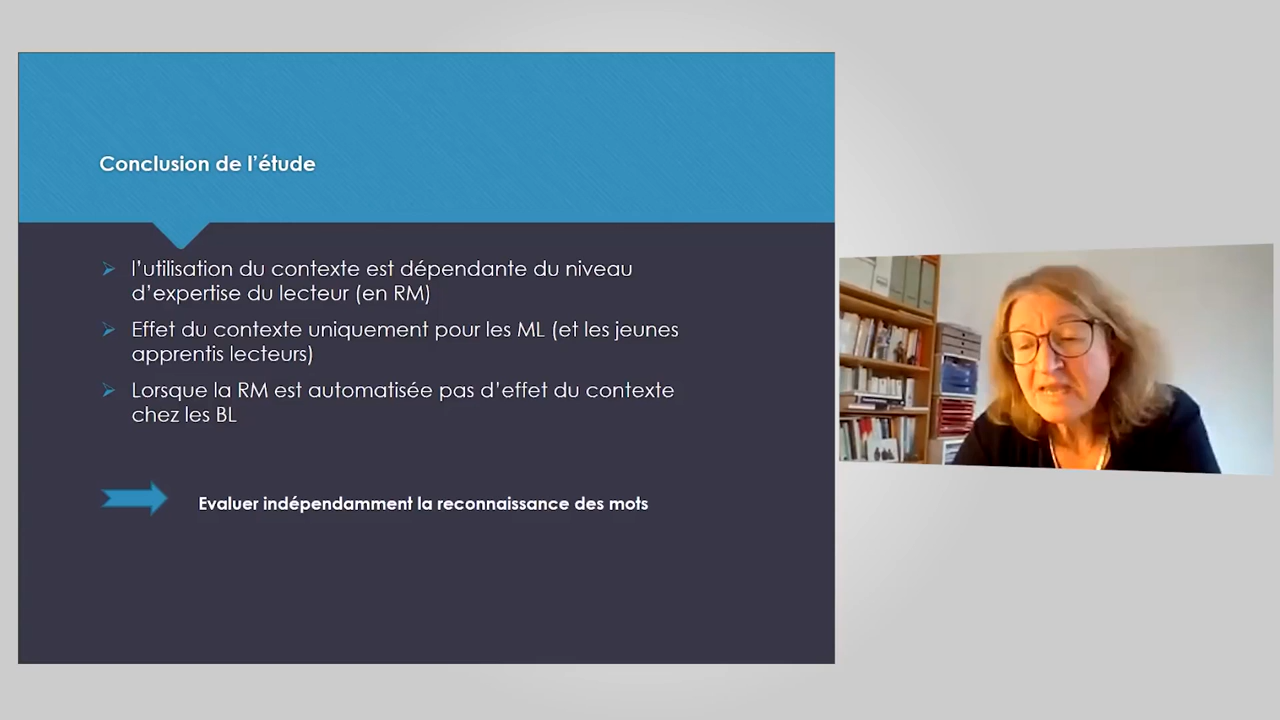 Conclusion de l'étude
l'utilisation du contexte est dépendante du niveau
d'expertise du lecteur (en RM)
Effet du contexte uniquement pour les ML (et les jeunes
apprentis lecteurs)
Lorsque la RM est automatisée pas d'effet du contexte
chez les BL
Evaluer indépendamment la reconnaissance des mots